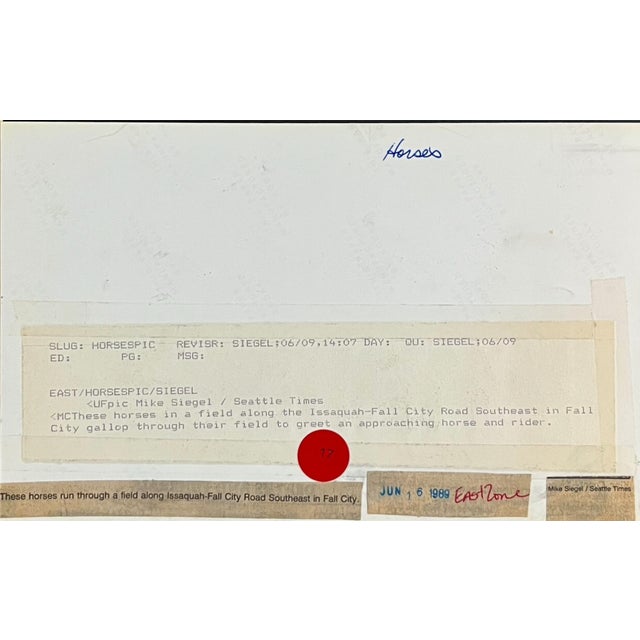 Horses
SLUG: HORSESPIC REVISR: SIEGEL;06/09,14:07 DAY: QU: SIEGEL;06/09
ED: PG: MSG:
EAST/HORSESPIC/SIEGEL
<UFpic Mike Siegel / Seattle Times
<MCThese horses in a field along the Issaquah-Fall City Road Southeast in Fall
City gallop through their field to greet an approaching horse and rider.
These horses run through a field along Issaquah-Fall City Road Southeast in Fall City.
JUN 16 1989 EastZone
Mike Siegel / Seattle Times